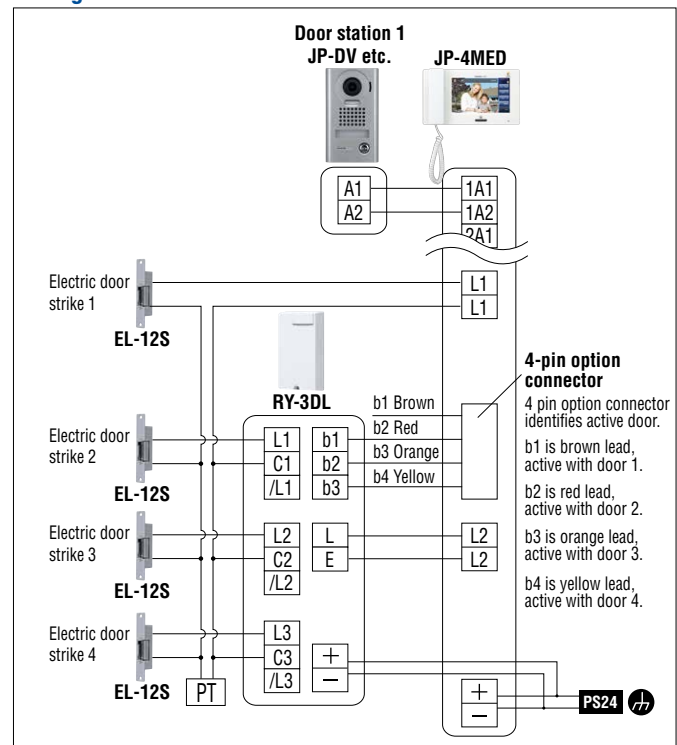 Door station 1
JP-DV etc.
JP-4MED
A1
A2
1A1
1A2
2A1
Electric door
strike 1
EL-12S
L1
L1
RY-3DL
4-pin option
connector
4 pin option connector
identifies active door.
b1 is brown lead,
active with door 1.
b2 is red lead,
active with door 2.
b3 is orange lead,
active with door 3.
b4 is yellow lead,
active with door 4.
b1 Brown
b2 Red
b3 Orange
b4 Yellow
Electric door
strike 2
EL-12S
L1
C1
/L1
b1
b2
b3
Electric door
strike 3
EL-12S
L2
C2
/L2
L
E
L2
L2
Electric door
strike 4
EL-12S
PT
L3
C3
/L3
+
−
+
−
PS24